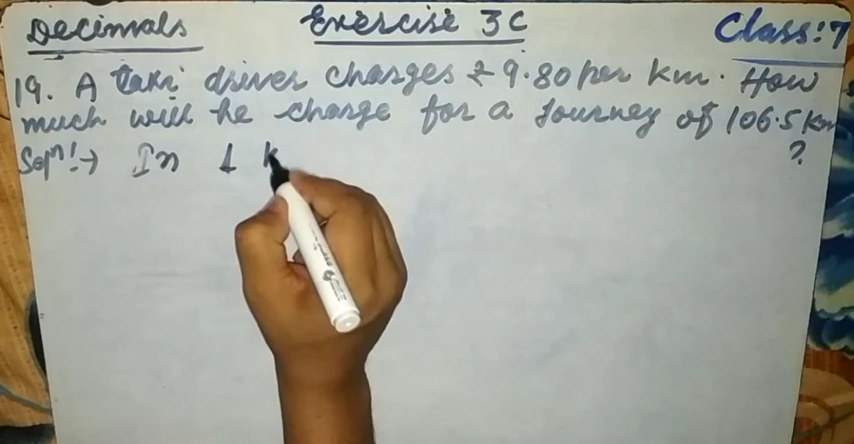 Decimals Exercise 3C Class:7
19. A taxi driver charges ₹ 9.80 per km. How
much will he charge for a Journey of 106.5 km
?
Solⁿ:→ In 1 k